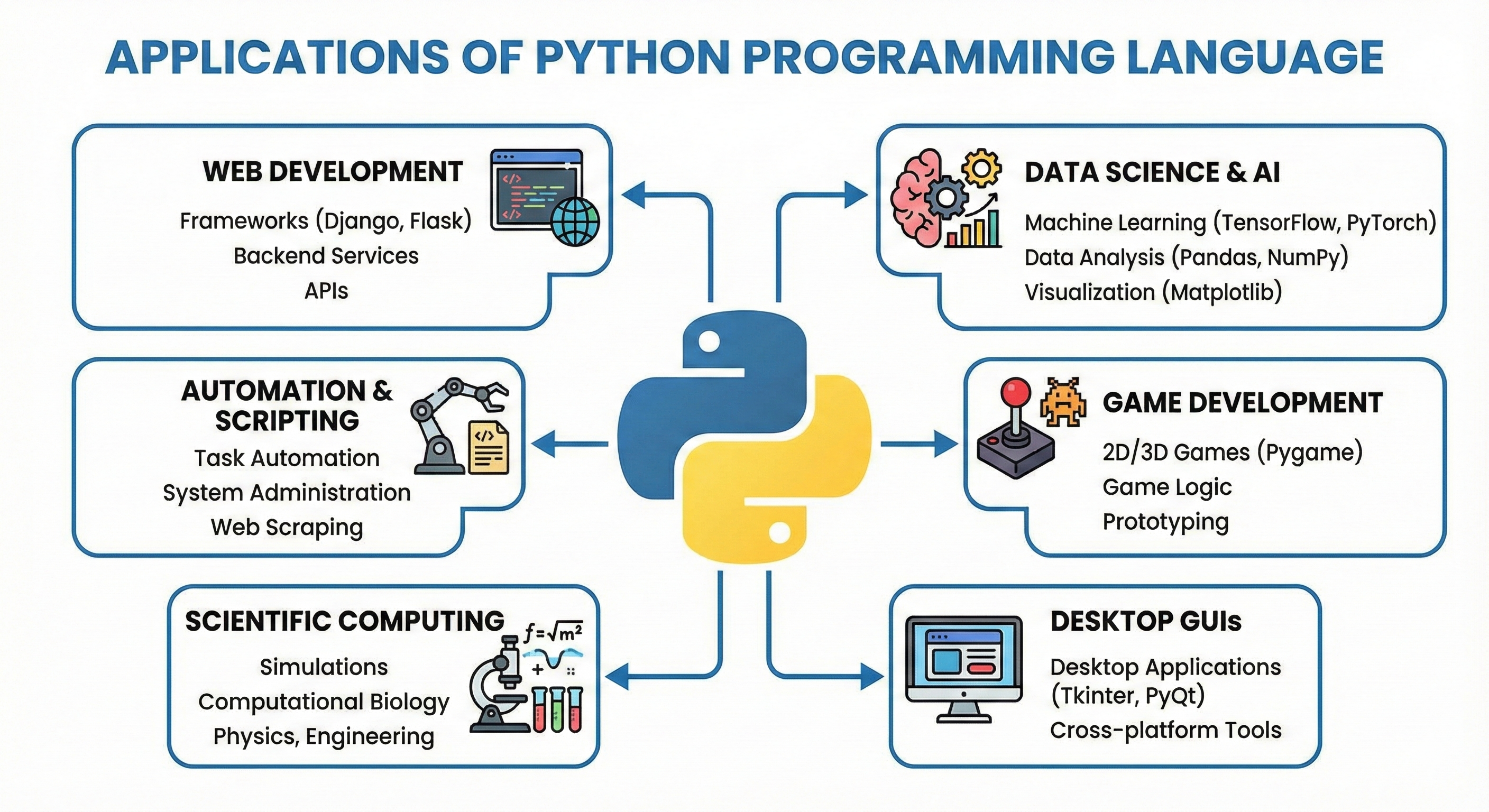 APPLICATIONS OF PYTHON PROGRAMMING LANGUAGE
WEB DEVELOPMENT
Frameworks (Django, Flask)
Backend Services
APIs
</>
</>
DATA SCIENCE & AI
Machine Learning (TensorFlow, PyTorch)
Data Analysis (Pandas, NumPy)
Visualization (Matplotlib)
AUTOMATION &
SCRIPTING
Task Automation
System Administration
Web Scraping
</>
GAME DEVELOPMENT
2D/3D Games (Pygame)
Game Logic
Prototyping
SCIENTIFIC COMPUTING
Simulations
Computational Biology
Physics, Engineering
f=√m²
DESKTOP GUIs
Desktop Applications
(Tkinter, PyQt)
Cross-platform Tools